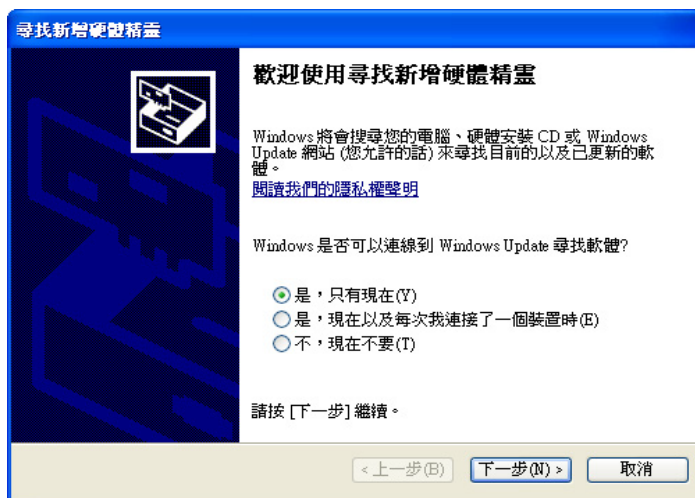 尋找新增硬體精靈
歡迎使用尋找新增硬體精靈
Windows 將會搜尋您的電腦、硬體安裝 CD 或 Windows
Update 網站 (您允許的話) 來尋找目前的以及已更新的軟
體。
閱讀我們的隱私權聲明
Windows 是否可以連線到 Windows Update 尋找軟體?
是，只有現在(Y)
是，現在以及每次我連接了一個裝置時(E)
不，現在不要(T)
請按 [下一步] 繼續。
< 上一步(B)
下一步(N) >
取消